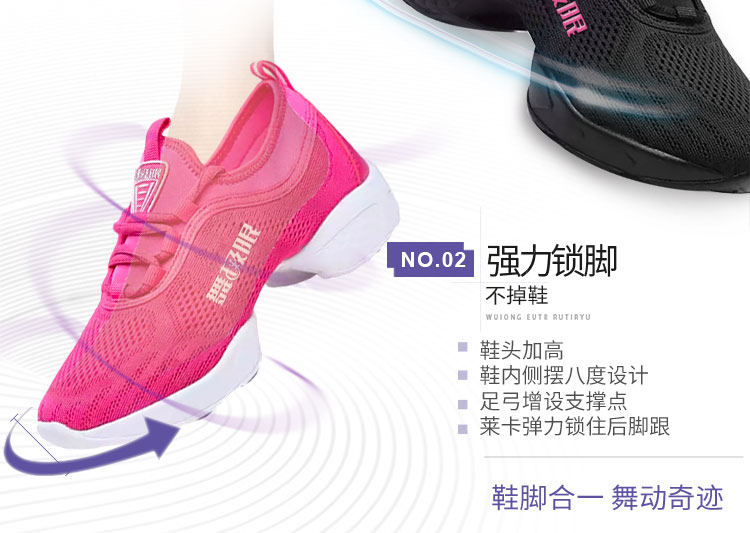 NO.02
强力锁脚
不掉鞋
WUIONG EUTR RUTIRYU
鞋头加高
鞋内侧摆八度设计
足弓增设支撑点
莱卡弹力锁住后脚跟
鞋脚合一 舞动奇迹